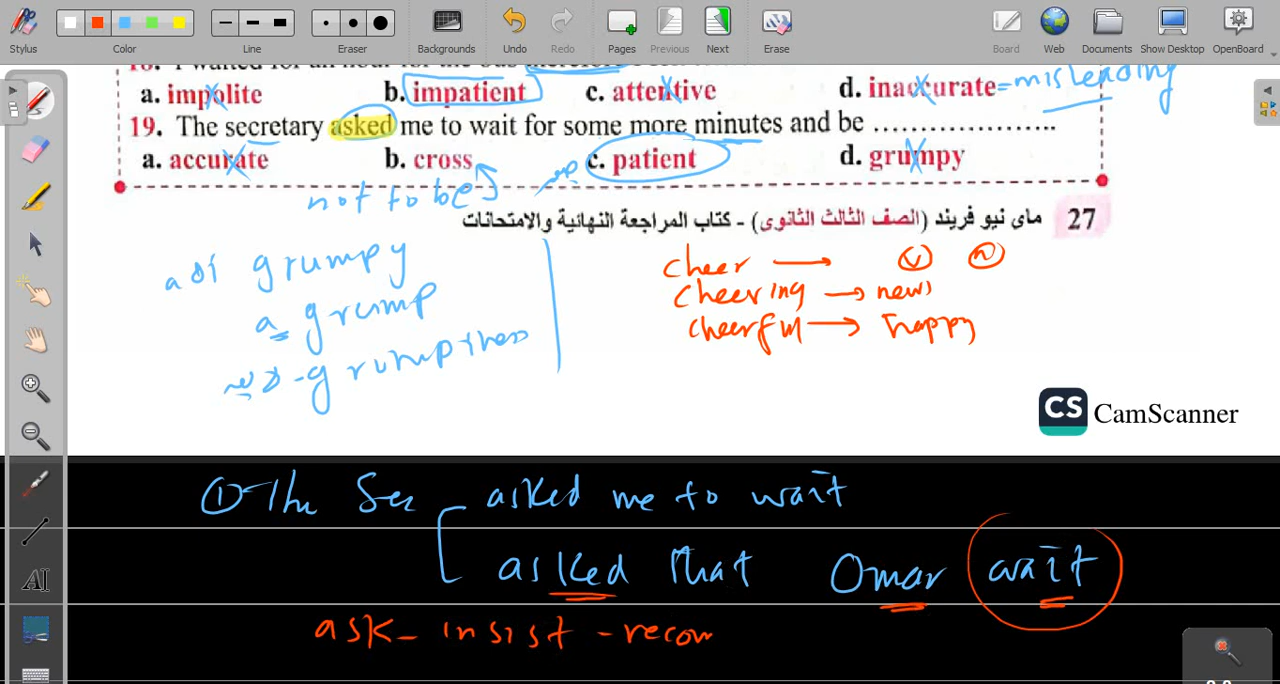 Stylus Color Line Eraser Backgrounds Undo Redo Pages Previous Next Erase Board Web Documents Show Desktop OpenBoard
a. impolite b. impatient c. attentive d. inaccurate = misleading
19. The secretary asked me to wait for some more minutes and be ......................
a. accurate b. cross c. patient d. grumpy
not to be
27 ماى نيو فريند (الصف الثالث الثانوى) - كتاب المراجعة النهائية والامتحانات
adj grumpy
a grump
grumpiness
cheer → v n
cheering → news
cheerful → happy
CS CamScanner
① The Sec asked me to wait
asked that Omar wait
ask - insist - recom